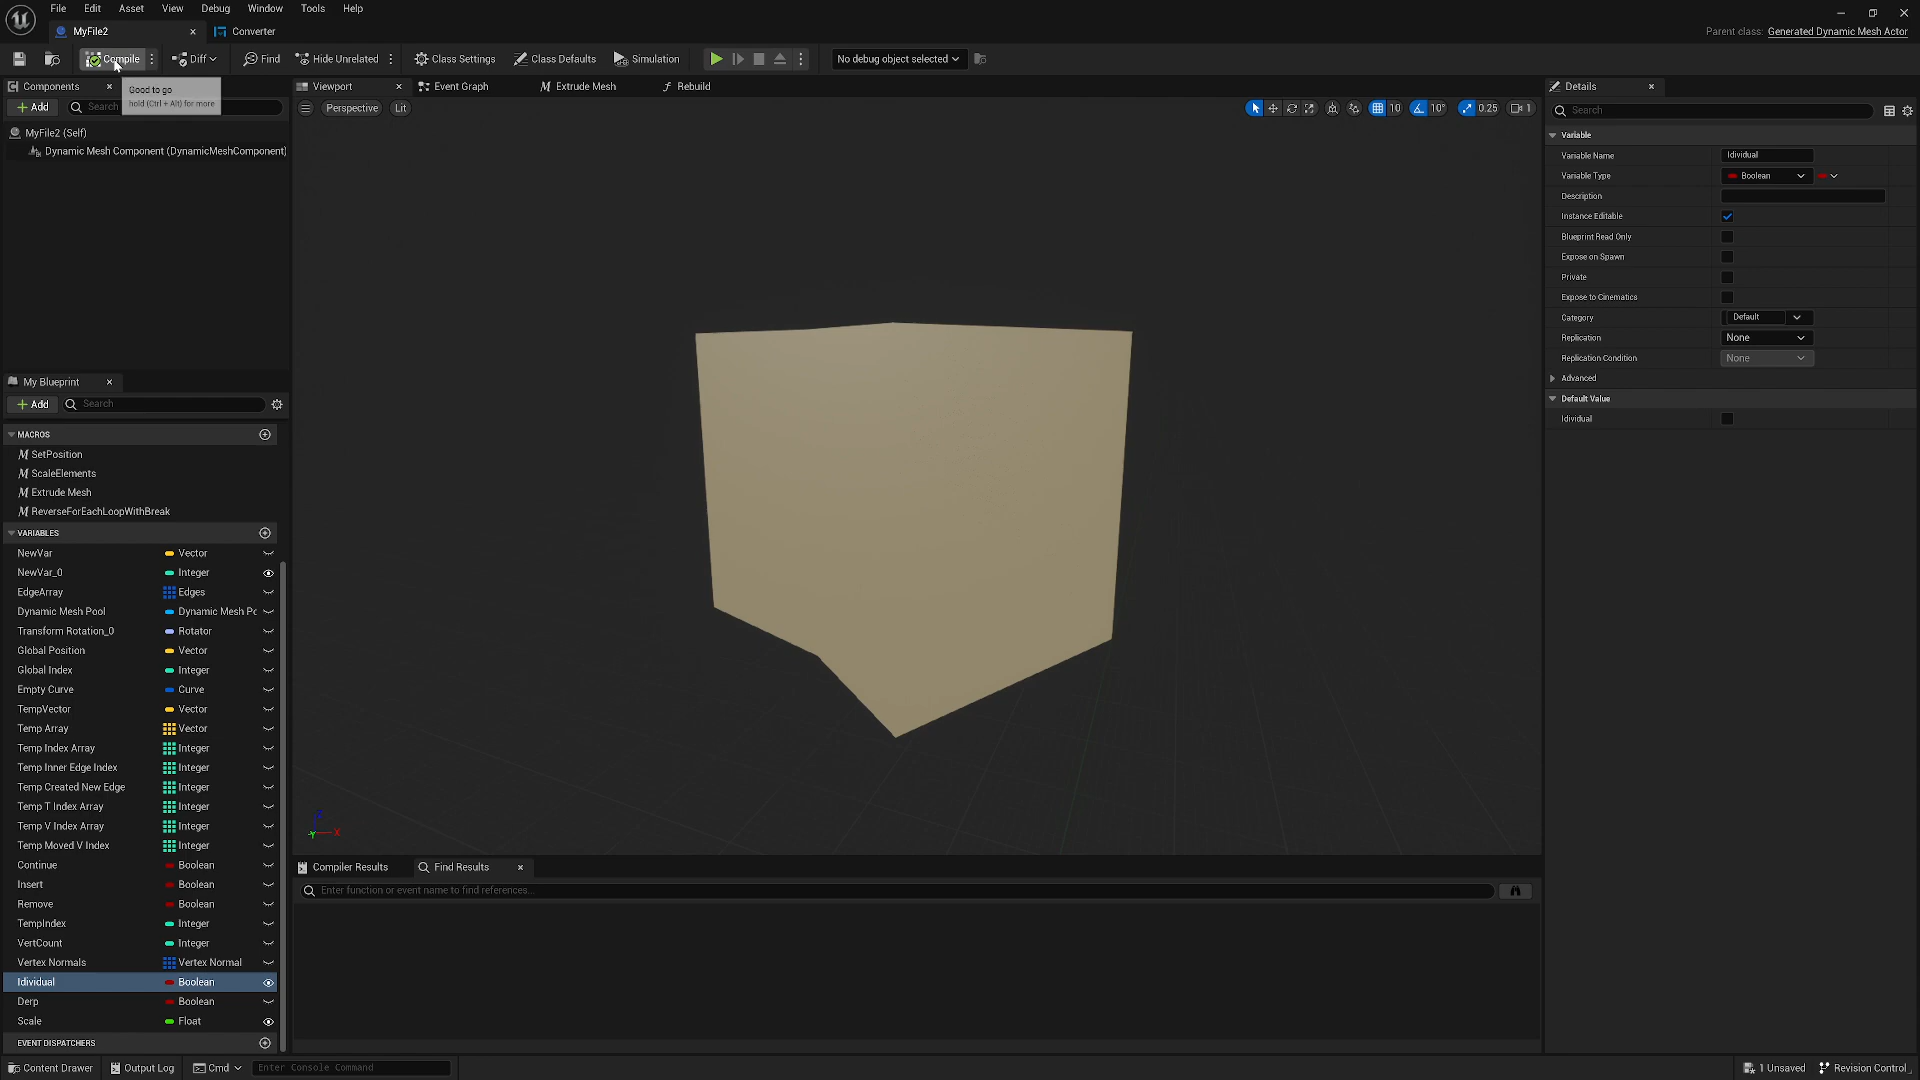 File Edit Asset View Debug Window Tools Help
MyFile2 Converter
Parent class: Generated Dynamic Mesh Actor
Compile Diff Find Hide Unrelated Class Settings Class Defaults Simulation No debug object selected
Good to go
hold (Ctrl + Alt) for more
Components
Add Search
MyFile2 (Self)
Dynamic Mesh Component (DynamicMeshComponent)
Viewport Event Graph Extrude Mesh Rebuild
Perspective Lit 10 10° 0.25 1
X
My Blueprint
Add Search
MACROS
SetPosition
ScaleElements
Extrude Mesh
ReverseForEachLoopWithBreak
VARIABLES
NewVar Vector
NewVar_0 Integer
EdgeArray Edges
Dynamic Mesh Pool Dynamic Mesh Pc
Transform Rotation_0 Rotator
Global Position Vector
Global Index Integer
Empty Curve Curve
TempVector Vector
Temp Array Vector
Temp Index Array Integer
Temp Inner Edge Index Integer
Temp Created New Edge Integer
Temp T Index Array Integer
Temp V Index Array Integer
Temp Moved V Index Integer
Continue Boolean
Insert Boolean
Remove Boolean
TempIndex Integer
VertCount Integer
Vertex Normals Vertex Normal
Idividual Boolean
Derp Boolean
Scale Float
EVENT DISPATCHERS
Compiler Results Find Results
Enter function or event name to find references...
Details
Search
Variable
Variable Name Idividual
Variable Type Boolean
Description
Instance Editable
Blueprint Read Only
Expose on Spawn
Private
Expose to Cinematics
Category Default
Replication None
Replication Condition None
Advanced
Default Value
Idividual
Content Drawer Output Log Cmd Enter Console Command
1 Unsaved Revision Control